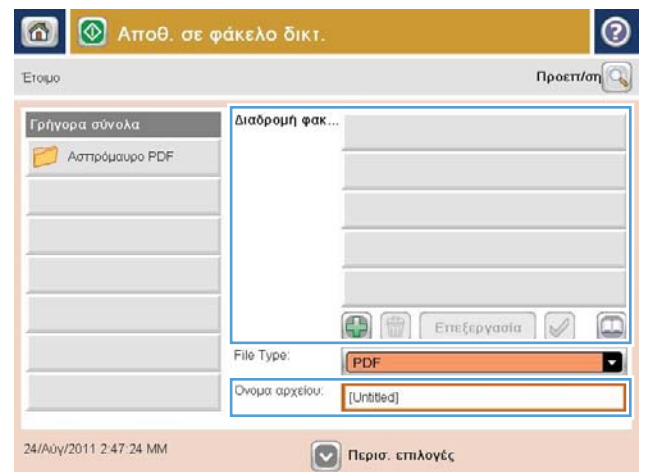 Αποθ. σε φάκελο δικτ.
Έτοιμο
Προεπ/ση
Γρήγορα σύνολα
Ασπρόμαυρο PDF
Διαδρομή φακ...
Επεξεργασία
File Type:
PDF
Όνομα αρχείου:
[Untitled]
24/Αύγ/2011 2:47:24 ΜΜ
Περισ. επιλογές